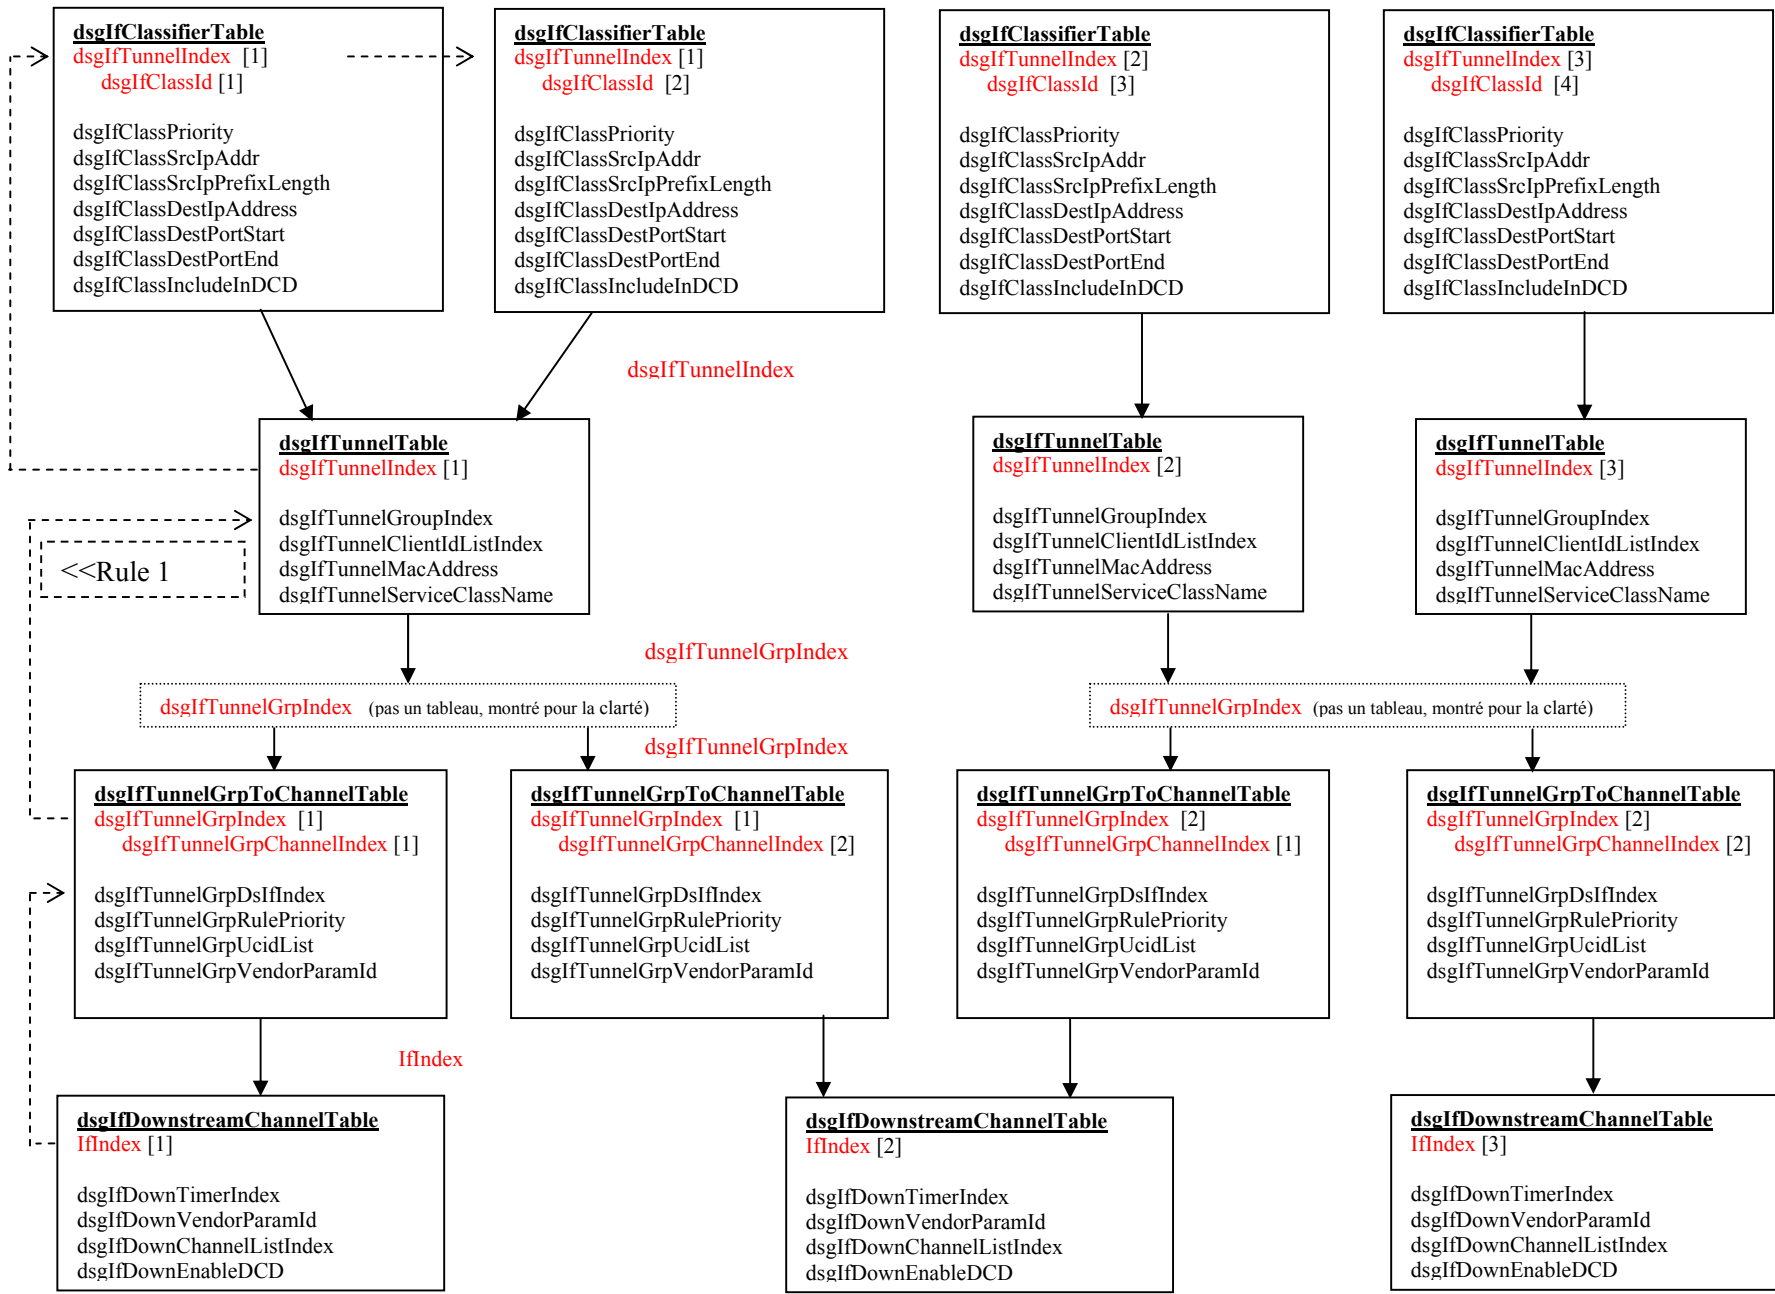 dsgIfClassifierTable
dsgIfTunnelIndex [1]
dsgIfClassId [1]
dsgIfClassPriority
dsgIfClassSrcIpAddr
dsgIfClassSrcIpPrefixLength
dsgIfClassDestIpAddress
dsgIfClassDestPortStart
dsgIfClassDestPortEnd
dsgIfClassIncludeInDCD
dsgIfClassifierTable
dsgIfTunnelIndex [1]
dsgIfClassId [2]
dsgIfClassPriority
dsgIfClassSrcIpAddr
dsgIfClassSrcIpPrefixLength
dsgIfClassDestIpAddress
dsgIfClassDestPortStart
dsgIfClassDestPortEnd
dsgIfClassIncludeInDCD
dsgIfClassifierTable
dsgIfTunnelIndex [2]
dsgIfClassId [3]
dsgIfClassPriority
dsgIfClassSrcIpAddr
dsgIfClassSrcIpPrefixLength
dsgIfClassDestIpAddress
dsgIfClassDestPortStart
dsgIfClassDestPortEnd
dsgIfClassIncludeInDCD
dsgIfClassifierTable
dsgIfTunnelIndex [3]
dsgIfClassId [4]
dsgIfClassPriority
dsgIfClassSrcIpAddr
dsgIfClassSrcIpPrefixLength
dsgIfClassDestIpAddress
dsgIfClassDestPortStart
dsgIfClassDestPortEnd
dsgIfClassIncludeInDCD
dsgIfTunnelIndex
dsgIfTunnelTable
dsgIfTunnelIndex [1]
dsgIfTunnelGroupIndex
dsgIfTunnelClientIdListIndex
dsgIfTunnelMacAddress
dsgIfTunnelServiceClassName
dsgIfTunnelTable
dsgIfTunnelIndex [2]
dsgIfTunnelGroupIndex
dsgIfTunnelClientIdListIndex
dsgIfTunnelMacAddress
dsgIfTunnelServiceClassName
dsgIfTunnelTable
dsgIfTunnelIndex [3]
dsgIfTunnelGroupIndex
dsgIfTunnelClientIdListIndex
dsgIfTunnelMacAddress
dsgIfTunnelServiceClassName
<<Rule 1
dsgIfTunnelGrpIndex
dsgIfTunnelGrpIndex (pas un tableau, montré pour la clarté)
dsgIfTunnelGrpIndex (pas un tableau, montré pour la clarté)
dsgIfTunnelGrpIndex
dsgIfTunnelGrpToChannelTable
dsgIfTunnelGrpIndex [1]
dsgIfTunnelGrpChannelIndex [1]
dsgIfTunnelGrpDsIfIndex
dsgIfTunnelGrpRulePriority
dsgIfTunnelGrpUcidList
dsgIfTunnelGrpVendorParamId
dsgIfTunnelGrpToChannelTable
dsgIfTunnelGrpIndex [1]
dsgIfTunnelGrpChannelIndex [2]
dsgIfTunnelGrpDsIfIndex
dsgIfTunnelGrpRulePriority
dsgIfTunnelGrpUcidList
dsgIfTunnelGrpVendorParamId
dsgIfTunnelGrpToChannelTable
dsgIfTunnelGrpIndex [2]
dsgIfTunnelGrpChannelIndex [1]
dsgIfTunnelGrpDsIfIndex
dsgIfTunnelGrpRulePriority
dsgIfTunnelGrpUcidList
dsgIfTunnelGrpVendorParamId
dsgIfTunnelGrpToChannelTable
dsgIfTunnelGrpIndex [2]
dsgIfTunnelGrpChannelIndex [2]
dsgIfTunnelGrpDsIfIndex
dsgIfTunnelGrpRulePriority
dsgIfTunnelGrpUcidList
dsgIfTunnelGrpVendorParamId
IfIndex
dsgIfDownstreamChannelTable
IfIndex [1]
dsgIfDownTimerIndex
dsgIfDownVendorParamId
dsgIfDownChannelListIndex
dsgIfDownEnableDCD
dsgIfDownstreamChannelTable
IfIndex [2]
dsgIfDownTimerIndex
dsgIfDownVendorParamId
dsgIfDownChannelListIndex
dsgIfDownEnableDCD
dsgIfDownstreamChannelTable
IfIndex [3]
dsgIfDownTimerIndex
dsgIfDownVendorParamId
dsgIfDownChannelListIndex
dsgIfDownEnableDCD